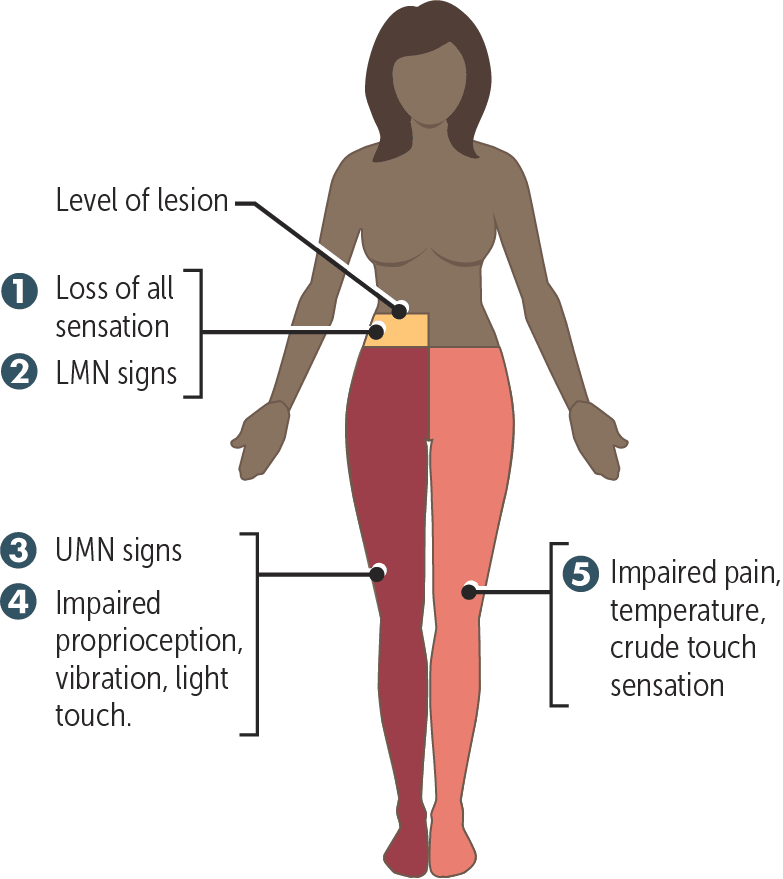 Level of lesion
1 Loss of all
sensation
2 LMN signs
3 UMN signs
4 Impaired
proprioception,
vibration, light
touch.
5 Impaired pain,
temperature,
crude touch
sensation